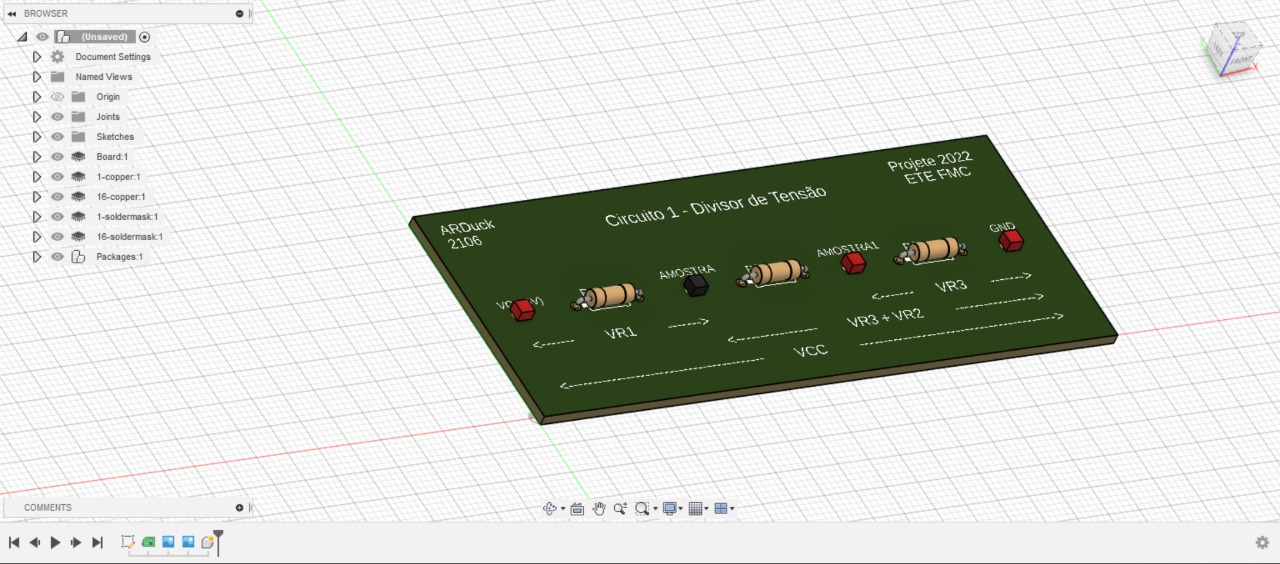 BROWSER
(Unsaved)
Document Settings
Named Views
Origin
Joints
Sketches
Board:1
1-copper:1
16-copper:1
1-soldermask:1
16-soldermask:1
Packages:1
TOP
FRONT
X
Projete 2022
ETE FMC
Circuito 1 - Divisor de Tensão
ARDuck
2106
AMOSTRA
AMOSTRA1
GND
VR1
VR3
VR3 + VR2
VCC
COMMENTS